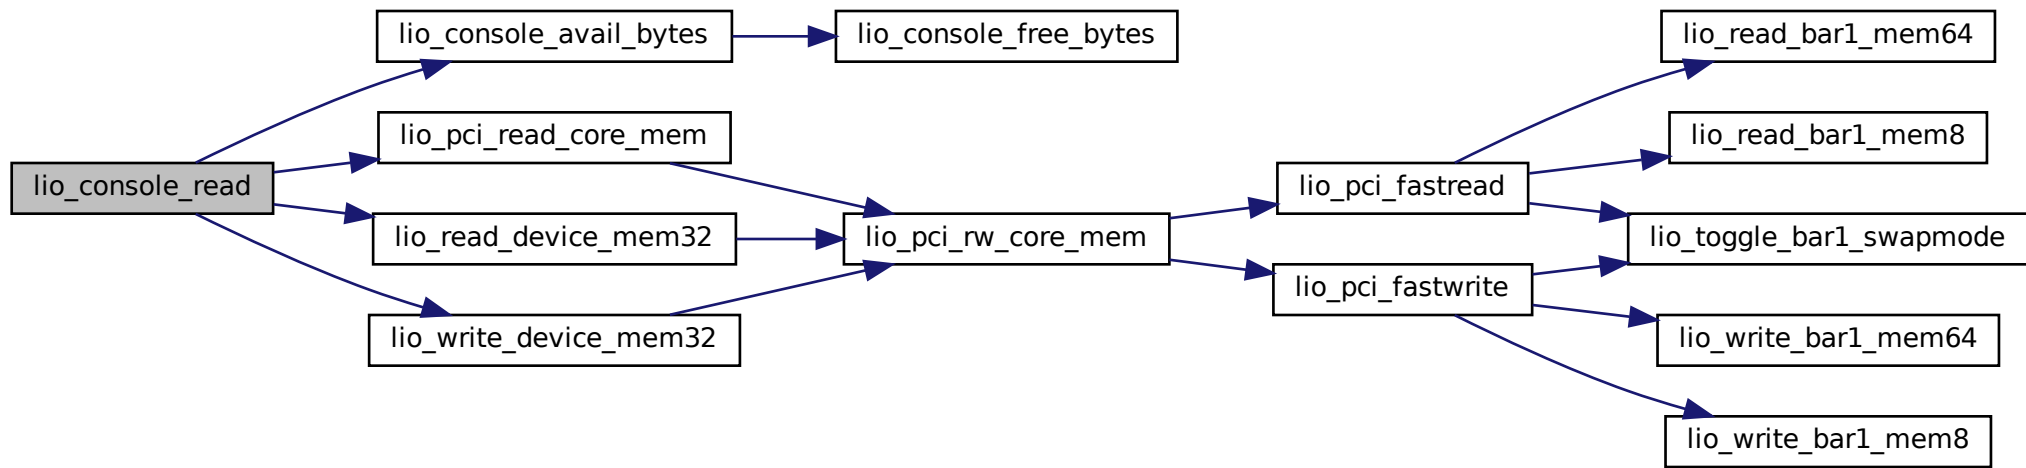 lio_console_read
lio_console_avail_bytes
lio_console_free_bytes
lio_pci_read_core_mem
lio_read_device_mem32
lio_write_device_mem32
lio_pci_rw_core_mem
lio_pci_fastread
lio_pci_fastwrite
lio_read_bar1_mem64
lio_read_bar1_mem8
lio_toggle_bar1_swapmode
lio_write_bar1_mem64
lio_write_bar1_mem8